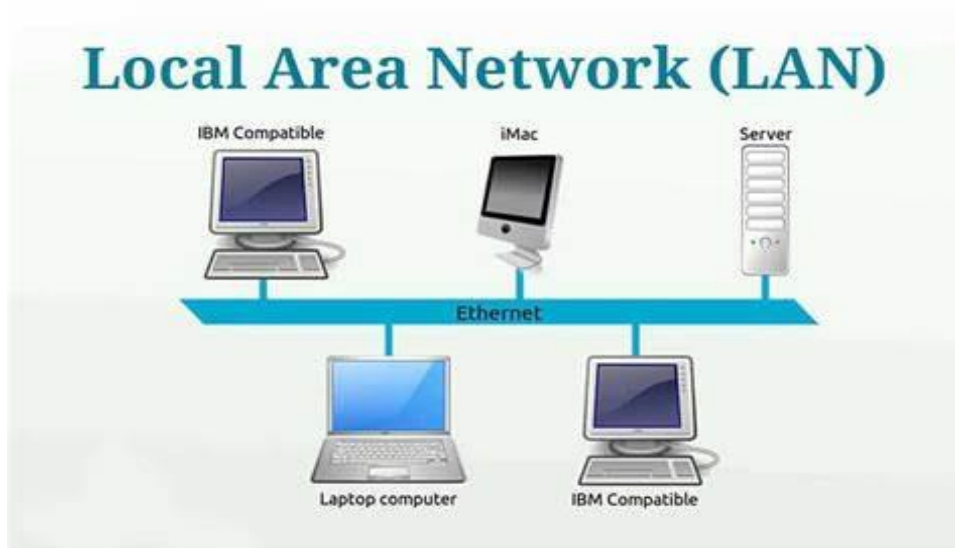 Local Area Network (LAN)
IBM Compatible
iMac
Server
Ethernet
Laptop computer
IBM Compatible